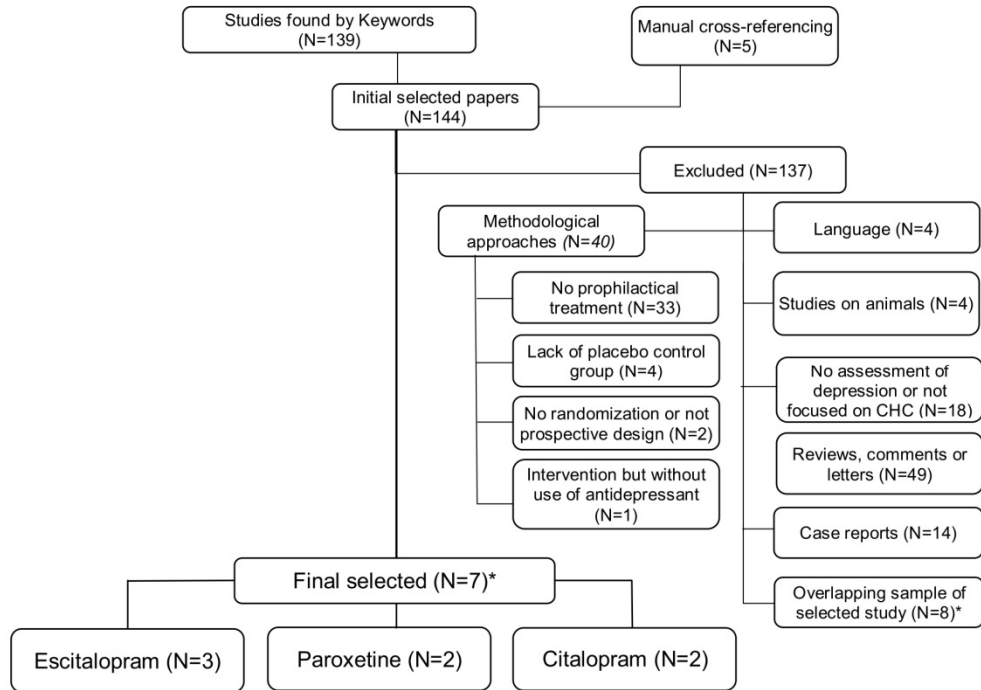 Studies found by Keywords
(N=139)
Manual cross-referencing
(N=5)
Initial selected papers
(N=144)
Excluded (N=137)
Methodological
approaches (N=40)
Language (N=4)
No prophilactical
treatment (N=33)
Studies on animals (N=4)
Lack of placebo control
group (N=4)
No assessment of
depression or not
focused on CHC (N=18)
No randomization or not
prospective design (N=2)
Reviews, comments or
letters (N=49)
Intervention but without
use of antidepressant
(N=1)
Case reports (N=14)
Final selected (N=7)*
Overlapping sample of
selected study (N=8)*
Escitalopram (N=3)
Paroxetine (N=2)
Citalopram (N=2)